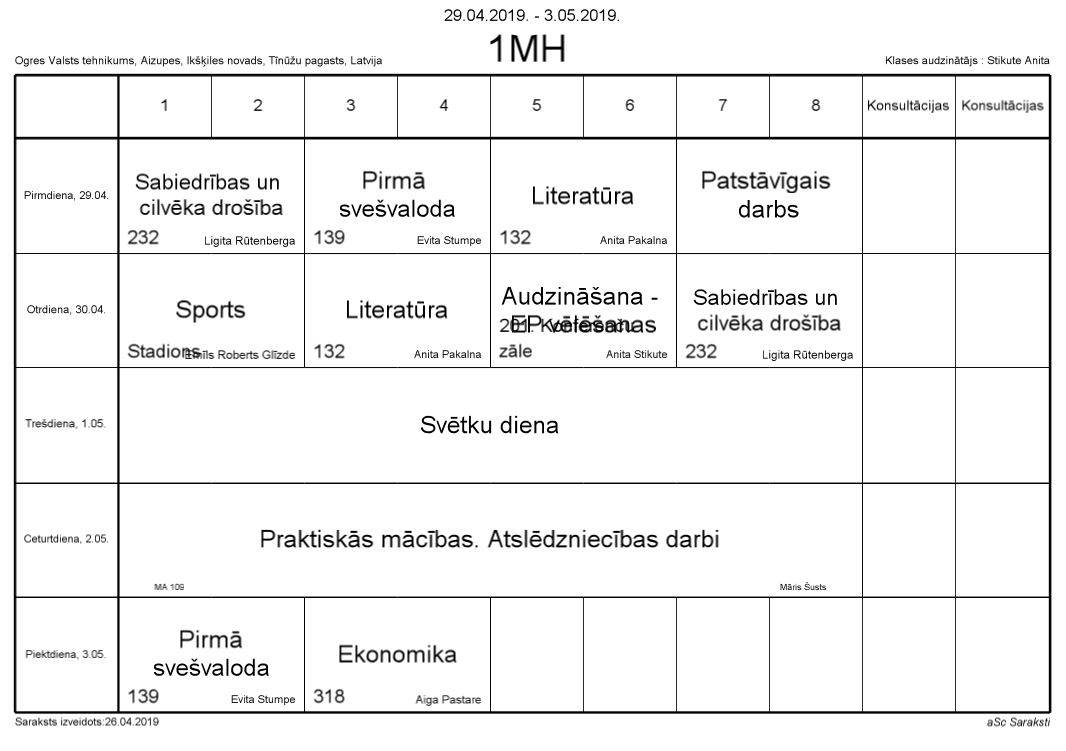 29.04.2019. - 3.05.2019.
1MH
Ogres Valsts tehnikums, Aizupes, Ikšķiles novads, Tīnūžu pagasts, Latvija
Klases audzinātājs : Stikute Anita
1 2 3 4 5 6 7 8 Konsultācijas Konsultācijas
Pirmdiena, 29.04.
Sabiedrības un
cilvēka drošība
232 Ligita Rūtenberga
Pirmā
svešvaloda
139 Evita Stumpe
Literatūra
132 Anita Pakalna
Patstāvīgais
darbs
Otrdiena, 30.04.
Sports
Stadions Emīls Roberts Glīzde
Literatūra
132 Anita Pakalna
Audzināšana -
EP vēlēšanas
201. Konferenču
zāle Anita Stikute
Sabiedrības un
cilvēka drošība
232 Ligita Rūtenberga
Trešdiena, 1.05.
Svētku diena
Ceturtdiena, 2.05.
Praktiskās mācības. Atslēdzniecības darbi
MA 109 Māris Šusts
Piektdiena, 3.05.
Pirmā
svešvaloda
139 Evita Stumpe
Ekonomika
318 Aiga Pastare
Saraksts izveidots:26.04.2019
aSc Saraksti